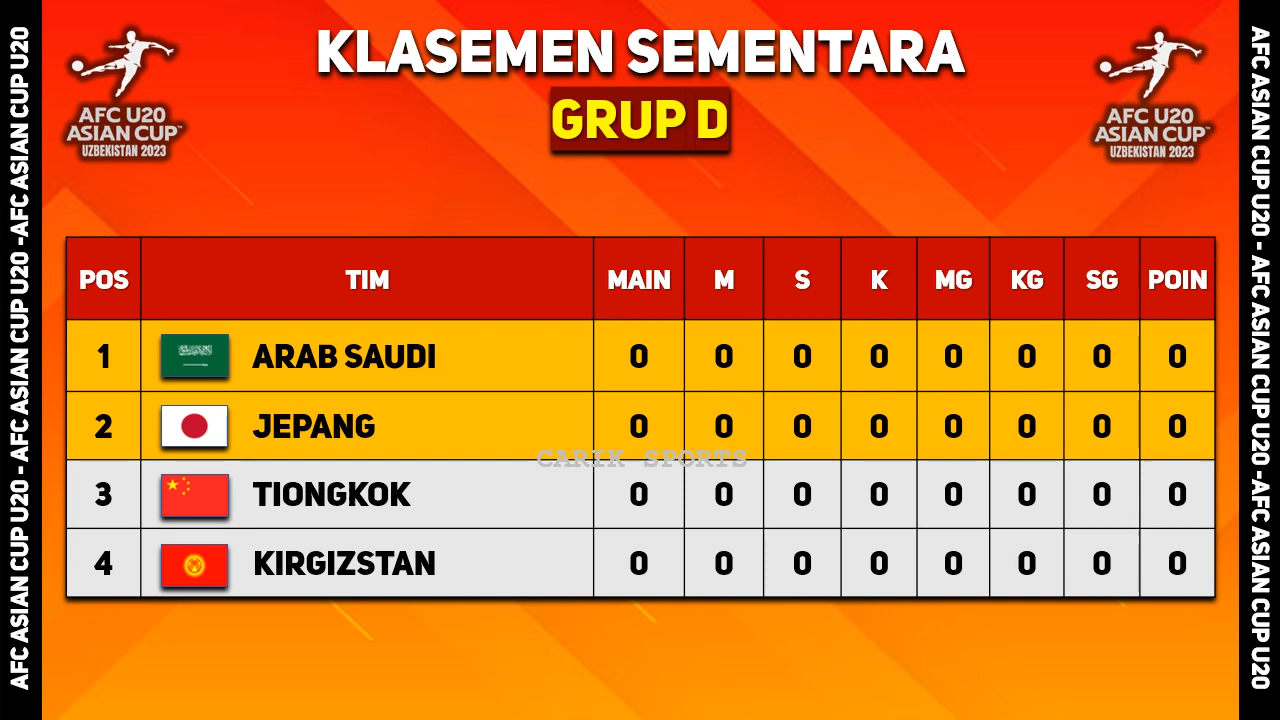 KLASEMEN SEMENTARA
GRUP D
AFC U20
ASIAN CUP™
UZBEKISTAN 2023
AFC U20
ASIAN CUP™
UZBEKISTAN 2023
AFC ASIAN CUP U20 - AFC ASIAN CUP U20 -AFC ASIAN CUP U20
POS TIM MAIN M S K MG KG SG POIN
1 ARAB SAUDI 0 0 0 0 0 0 0 0
2 JEPANG 0 0 0 0 0 0 0 0
CARIK SPORTS
3 TIONGKOK 0 0 0 0 0 0 0 0
4 KIRGIZSTAN 0 0 0 0 0 0 0 0
AFC ASIAN CUP U20 - AFC ASIAN CUP U20 -AFC ASIAN CUP U20